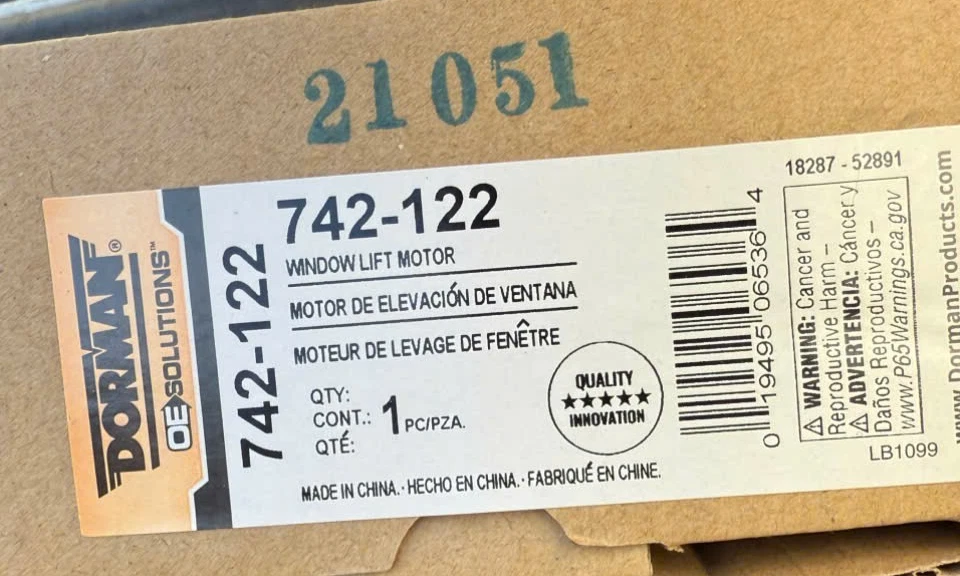 21051
DORMAN®
OE SOLUTIONS™
742-122
742-122
WINDOW LIFT MOTOR
MOTOR DE ELEVACIÓN DE VENTANA
MOTEUR DE LEVAGE DE FENÊTRE
QTY:
CONT.: 1 PC/PZA.
QTÉ:
QUALITY
★★★★★
INNOVATION
MADE IN CHINA. · HECHO EN CHINA. · FABRIQUÉ EN CHINE.
0 19495 06536 4
18287 - 52891
⚠ WARNING: Cancer and
Reproductive Harm –
⚠ ADVERTENCIA: Cáncer y
Daños Reproductivos –
www.P65Warnings.ca.gov
LB1099
www.DormanProducts.com